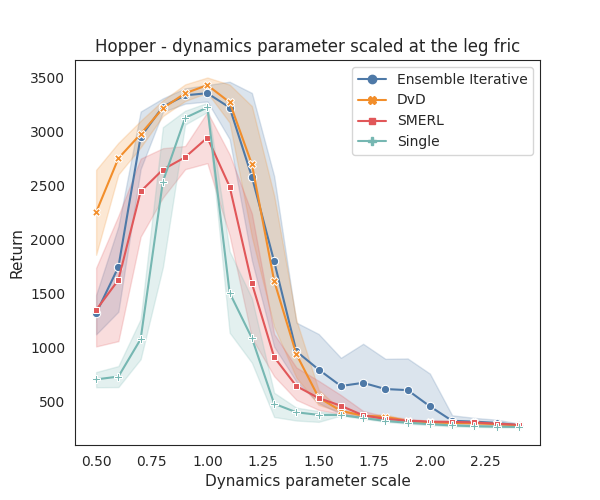 Hopper - dynamics parameter scaled at the leg fric
Ensemble Iterative
DvD
SMERL
Single
Return
3500
3000
2500
2000
1500
1000
500
0.50 0.75 1.00 1.25 1.50 1.75 2.00 2.25
Dynamics parameter scale